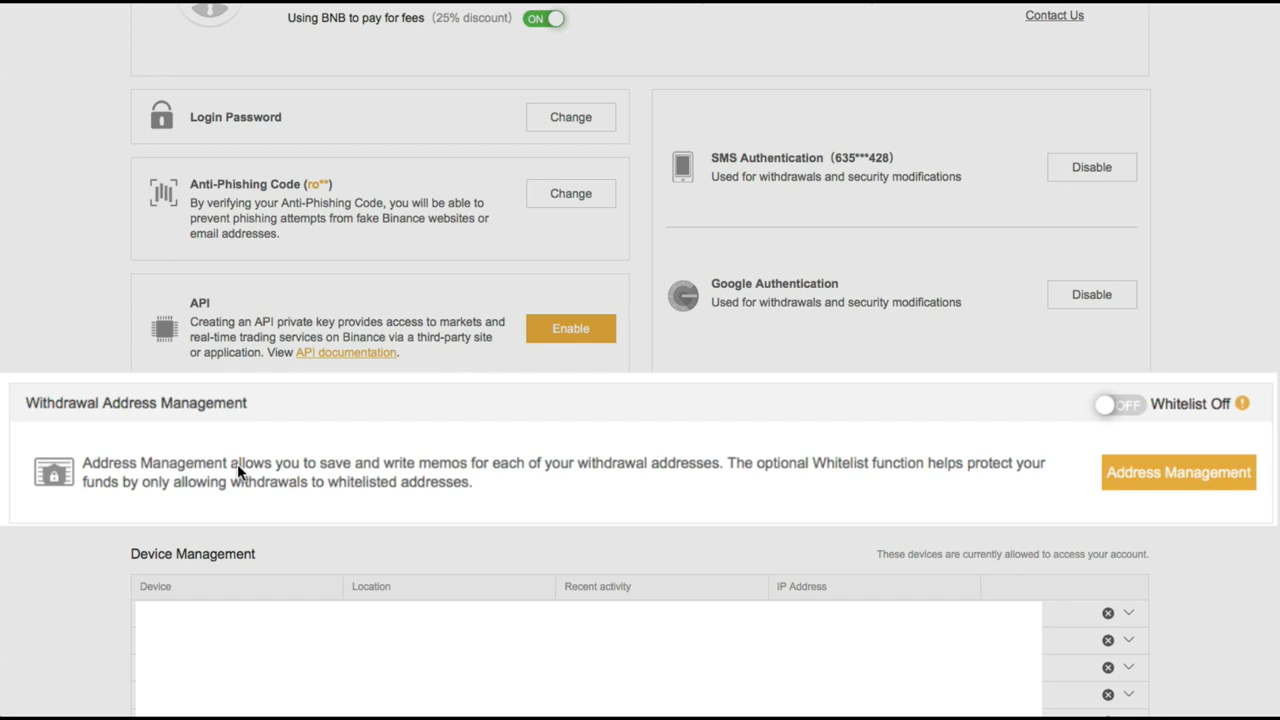 Using BNB to pay for fees (25% discount) ON
Contact Us
Login Password
Change
Anti-Phishing Code (ro**)
By verifying your Anti-Phishing Code, you will be able to
prevent phishing attempts from fake Binance websites or
email addresses.
Change
API
Creating an API private key provides access to markets and
real-time trading services on Binance via a third-party site
or application. View API documentation.
Enable
SMS Authentication（635***428）
Used for withdrawals and security modifications
Disable
Google Authentication
Used for withdrawals and security modifications
Disable
Withdrawal Address Management
OFF Whitelist Off
Address Management allows you to save and write memos for each of your withdrawal addresses. The optional Whitelist function helps protect your
funds by only allowing withdrawals to whitelisted addresses.
Address Management
Device Management
These devices are currently allowed to access your account.
Device Location Recent activity IP Address